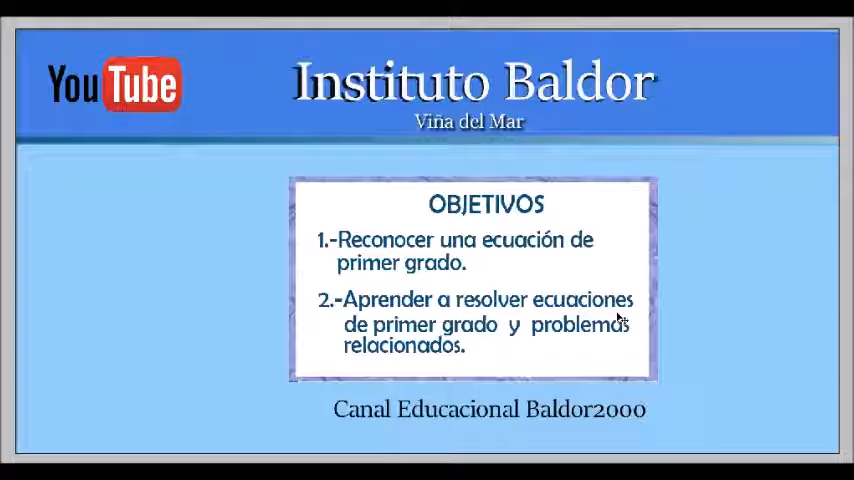 YouTube
Instituto Baldor
Viña del Mar
OBJETIVOS
1.-Reconocer una ecuación de
primer grado.
2.-Aprender a resolver ecuaciones
de primer grado y problemas
relacionados.
Canal Educacional Baldor2000